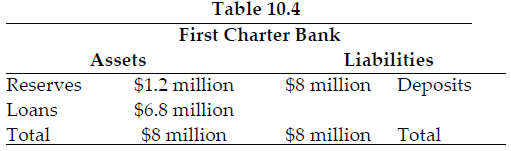 Table 10.4
First Charter Bank
Assets Liabilities
Reserves $1.2 million $8 million Deposits
Loans $6.8 million
Total $8 million $8 million Total